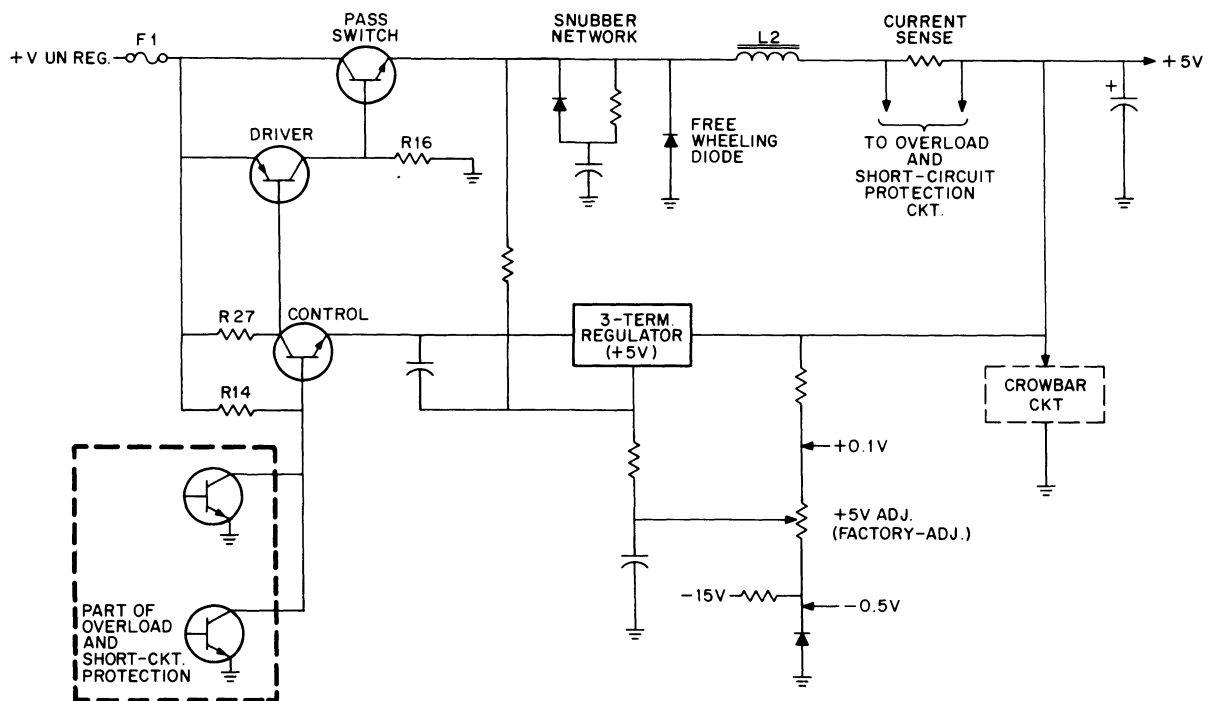 +V UN REG.
F1
PASS
SWITCH
SNUBBER
NETWORK
L2
CURRENT
SENSE
+5V
+
DRIVER
R16
FREE
WHEELING
DIODE
TO OVERLOAD
AND
SHORT-CIRCUIT
PROTECTION
CKT.
R27
CONTROL
3-TERM.
REGULATOR
(+5V)
R14
CROWBAR
CKT
+0.1V
+5V ADJ.
(FACTORY-ADJ.)
-15V
-0.5V
PART OF
OVERLOAD
AND
SHORT-CKT.
PROTECTION